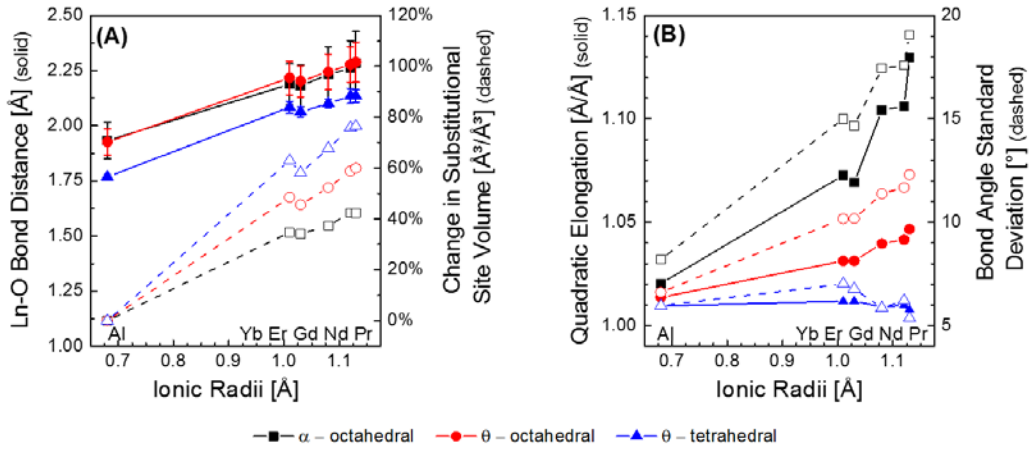 (A)
Ln-O Bond Distance [Å] (solid)
2.50
2.25
2.00
1.75
1.50
1.25
1.00
120%
100%
80%
60%
40%
20%
0%
Change in Substitutional
Site Volume [Å³/Å³] (dashed)
Al Yb Er Gd Nd Pr
0.7 0.8 0.9 1.0 1.1
Ionic Radii [Å]
(B)
Quadratic Elongation [Å/Å] (solid)
1.15
1.10
1.05
1.00
20
15
10
5
Bond Angle Standard
Deviation [°] (dashed)
Al Yb Er Gd Nd Pr
0.7 0.8 0.9 1.0 1.1
Ionic Radii [Å]
α – octahedral θ – octahedral θ – tetrahedral